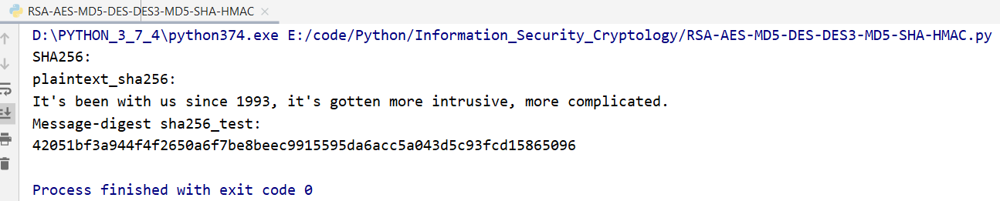 RSA-AES-MD5-DES-DES3-MD5-SHA-HMAC
D:\PYTHON_3_7_4\python374.exe E:/code/Python/Information_Security_Cryptology/RSA-AES-MD5-DES-DES3-MD5-SHA-HMAC.py
SHA256:
plaintext_sha256:
It's been with us since 1993, it's gotten more intrusive, more complicated.
Message-digest sha256_test:
42051bf3a944f4f2650a6f7be8beec9915595da6acc5a043d5c93fcd15865096
Process finished with exit code 0